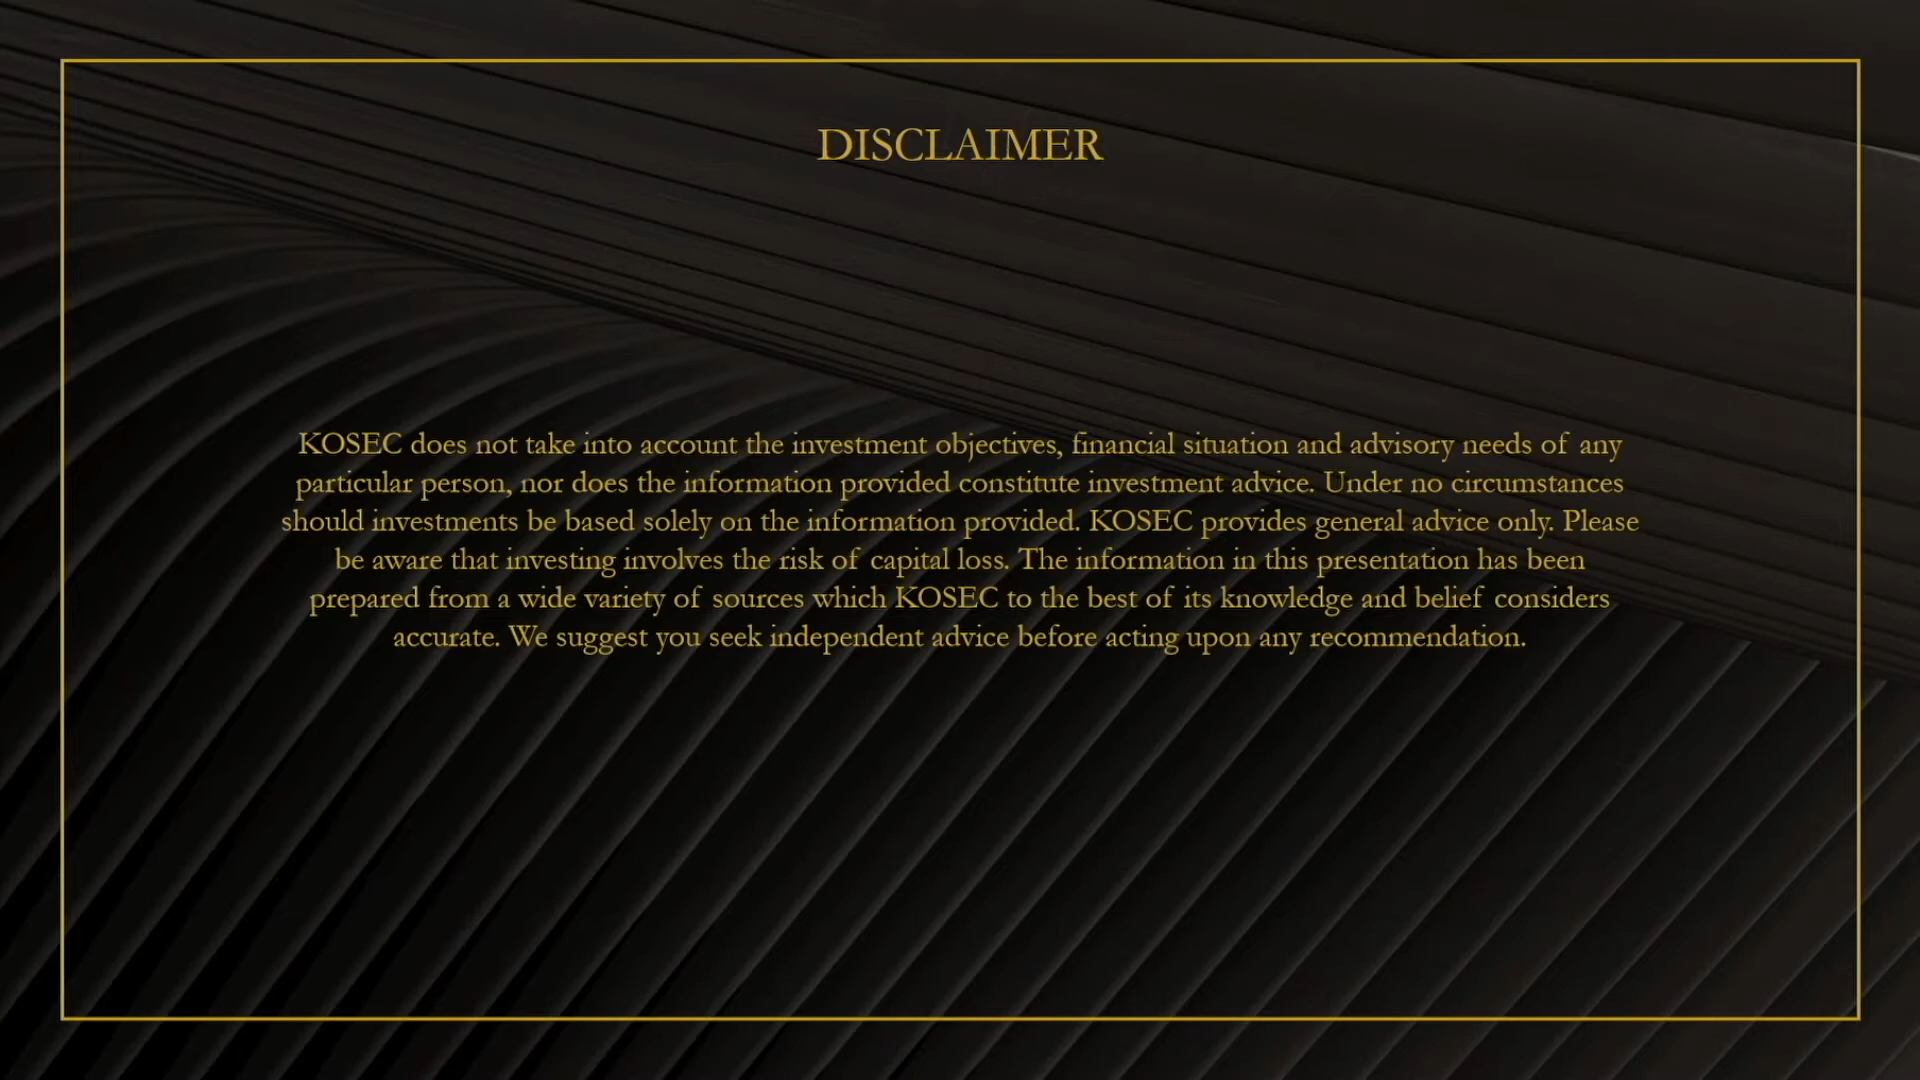 DISCLAIMER
KOSEC does not take into account the investment objectives, financial situation and advisory needs of any
particular person, nor does the information provided constitute investment advice. Under no circumstances
should investments be based solely on the information provided. KOSEC provides general advice only. Please
be aware that investing involves the risk of capital loss. The information in this presentation has been
prepared from a wide variety of sources which KOSEC to the best of its knowledge and belief considers
accurate. We suggest you seek independent advice before acting upon any recommendation.